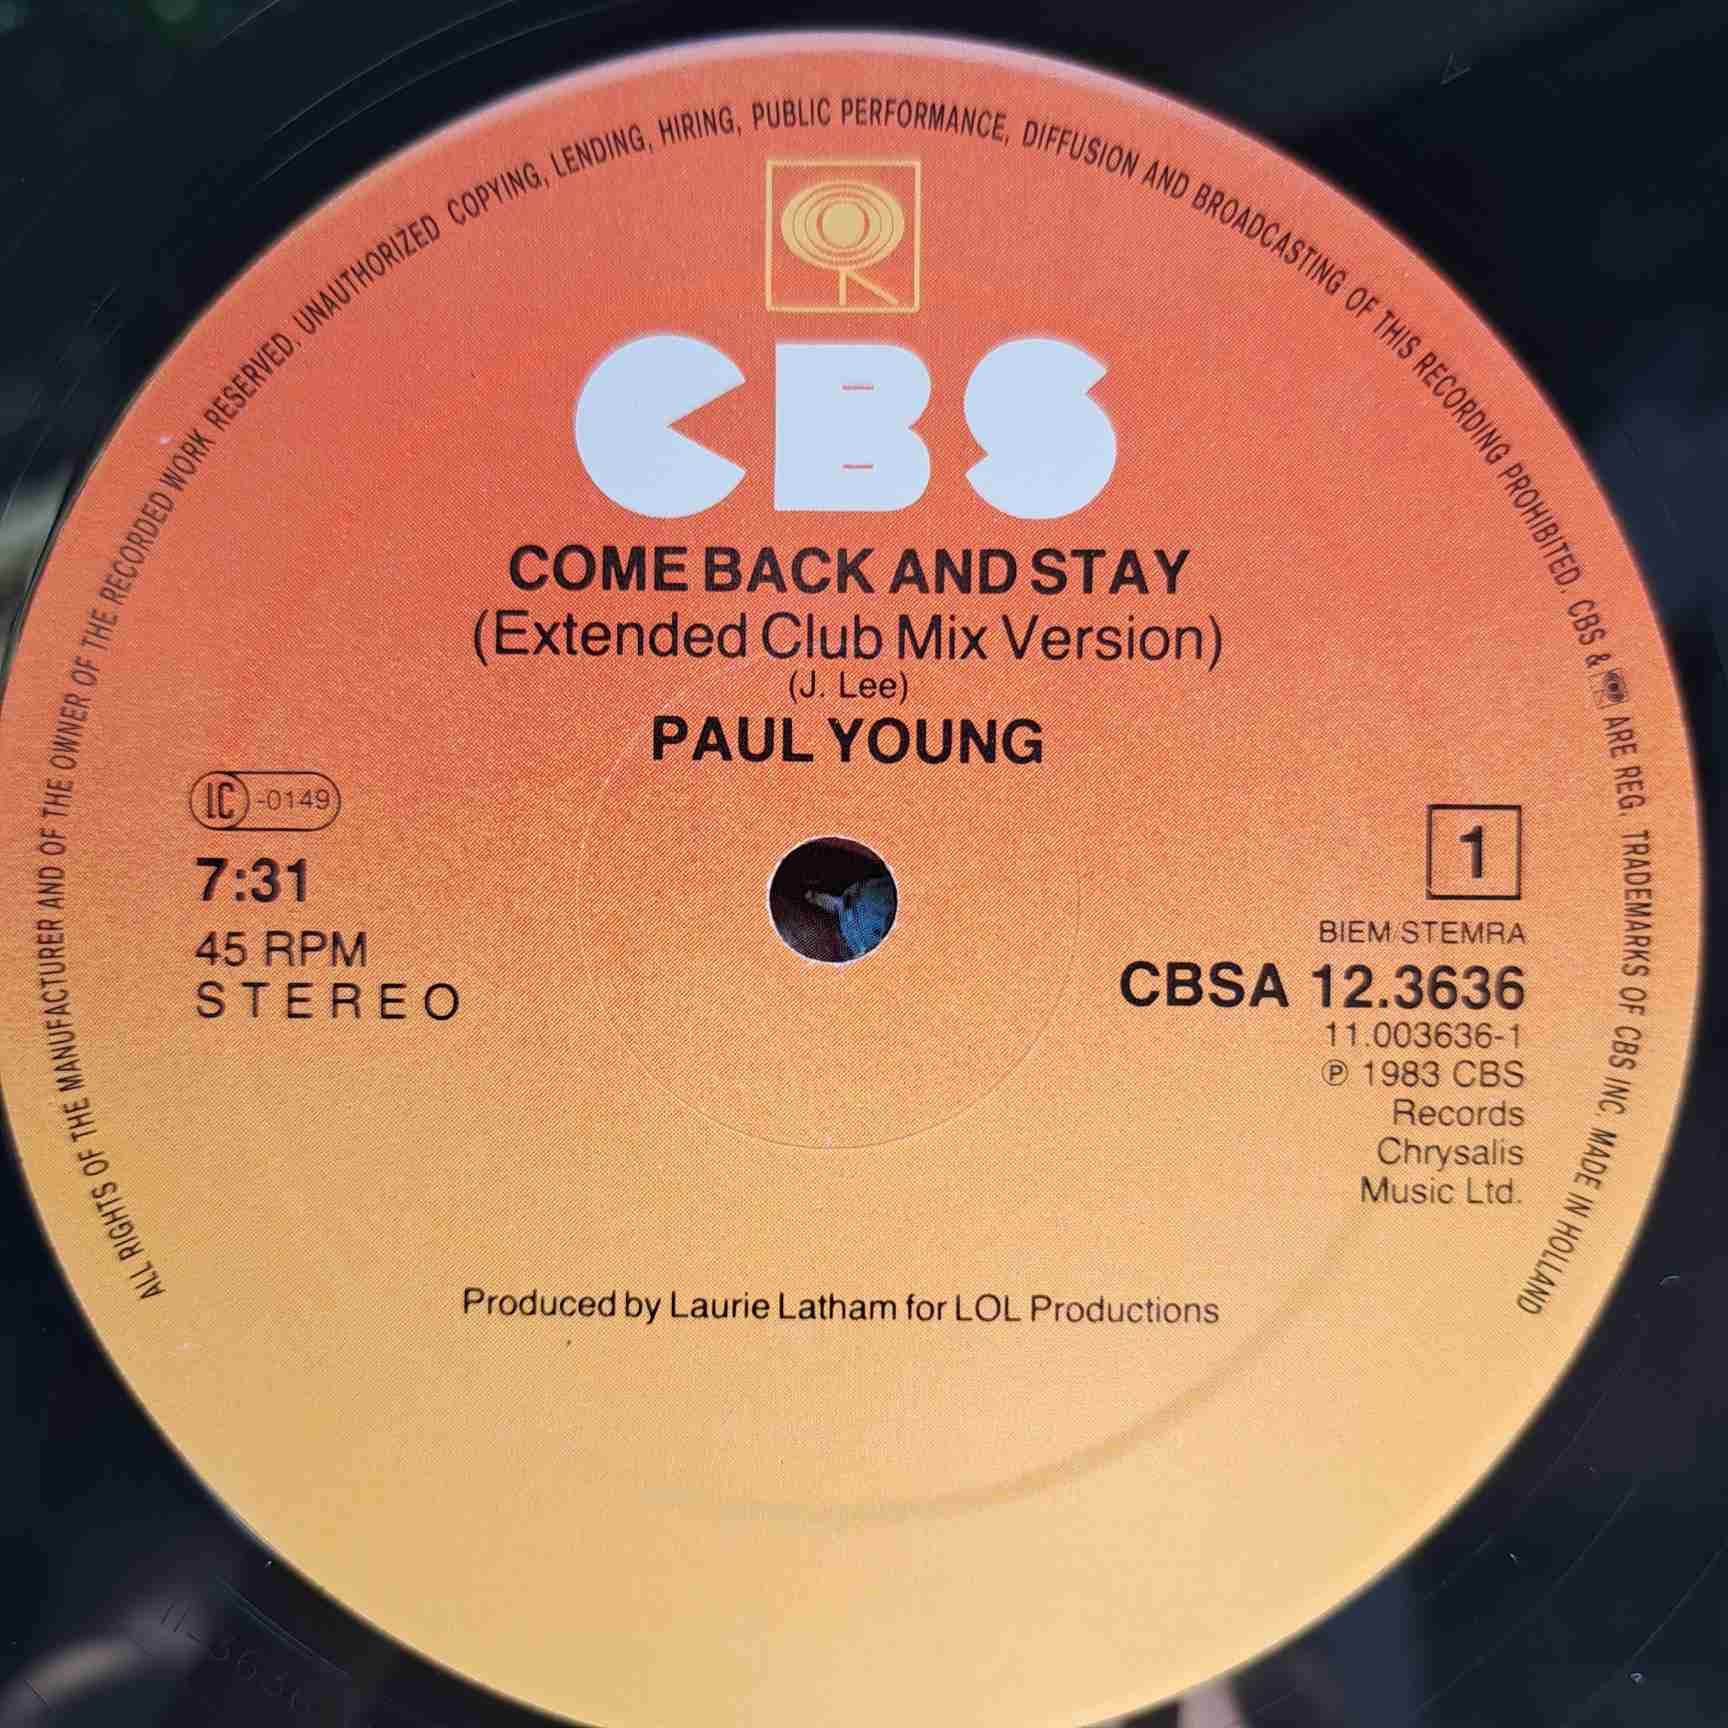 ALL RIGHTS OF THE MANUFACTURER AND OF THE OWNER OF THE RECORDED WORK RESERVED. UNAUTHORIZED COPYING, LENDING, HIRING, PUBLIC PERFORMANCE, DIFFUSION AND BROADCASTING OF THIS RECORDING PROHIBITED. CBS & ARE REG. TRADEMARKS OF CBS INC. MADE IN HOLLAND
CBS
COME BACK AND STAY
(Extended Club Mix Version)
(J. Lee)
PAUL YOUNG
LC -0149
7:31
45 RPM
STEREO
1
BIEM/STEMRA
CBSA 12.3636
11.003636-1
℗ 1983 CBS
Records
Chrysalis
Music Ltd.
Produced by Laurie Latham for LOL Productions